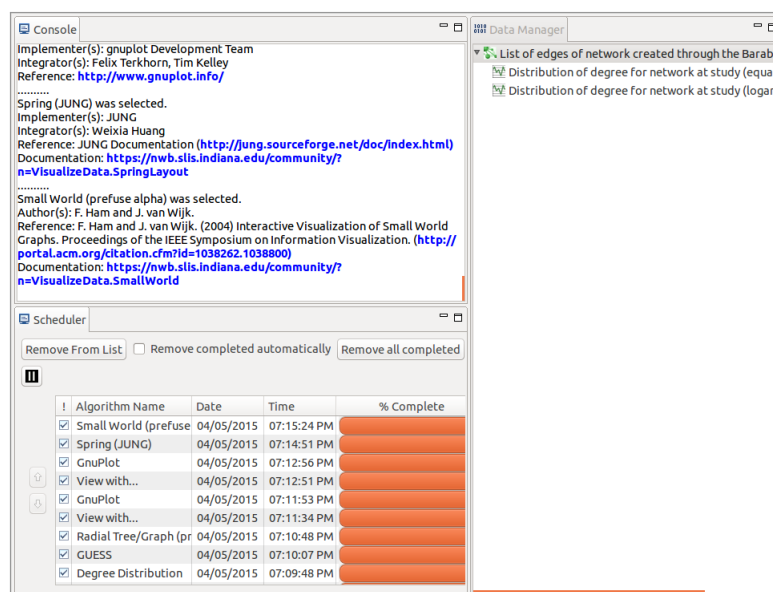 Console
Implementer(s): gnuplot Development Team
Integrator(s): Felix Terkhorn, Tim Kelley
Reference: http://www.gnuplot.info/
..........
Spring (JUNG) was selected.
Implementer(s): JUNG
Integrator(s): Weixia Huang
Reference: JUNG Documentation (http://jung.sourceforge.net/doc/index.html)
Documentation: https://nwb.slis.indiana.edu/community/?
n=VisualizeData.SpringLayout
..........
Small World (prefuse alpha) was selected.
Author(s): F. Ham and J. van Wijk.
Reference: F. Ham and J. van Wijk. (2004) Interactive Visualization of Small World
Graphs. Proceedings of the IEEE Symposium on Information Visualization. (http://
portal.acm.org/citation.cfm?id=1038262.1038800)
Documentation: https://nwb.slis.indiana.edu/community/?
n=VisualizeData.SmallWorld
Data Manager
List of edges of network created through the Barab
Distribution of degree for network at study (equa
Distribution of degree for network at study (logar
Scheduler
Remove From List Remove completed automatically Remove all completed
! Algorithm Name Date Time % Complete
Small World (prefuse 04/05/2015 07:15:24 PM
Spring (JUNG) 04/05/2015 07:14:51 PM
GnuPlot 04/05/2015 07:12:56 PM
View with... 04/05/2015 07:12:51 PM
GnuPlot 04/05/2015 07:11:53 PM
View with... 04/05/2015 07:11:34 PM
Radial Tree/Graph (pr 04/05/2015 07:10:48 PM
GUESS 04/05/2015 07:10:07 PM
Degree Distribution 04/05/2015 07:09:48 PM